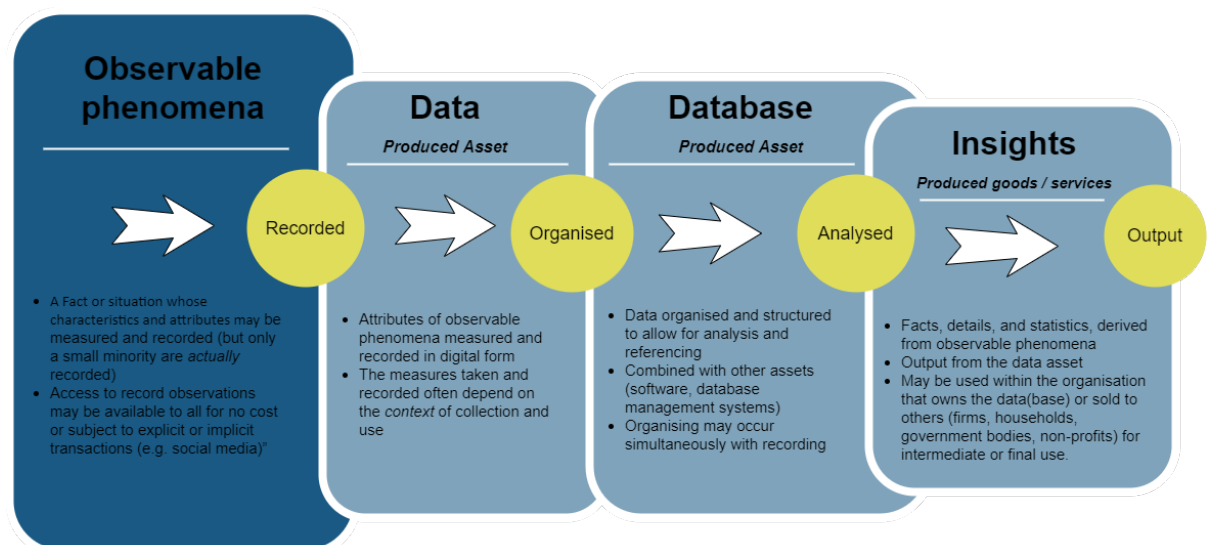 Observable
phenomena
Recorded
• A Fact or situation whose
characteristics and attributes may be
measured and recorded (but only
a small minority are actually
recorded)
• Access to record observations
may be available to all for no cost
or subject to explicit or implicit
transactions (e.g. social media)”
Data
Produced Asset
Organised
• Attributes of observable
phenomena measured and
recorded in digital form
• The measures taken and
recorded often depend on
the context of collection and
use
Database
Produced Asset
Analysed
• Data organised and structured
to allow for analysis and
referencing
• Combined with other assets
(software, database
management systems)
• Organising may occur
simultaneously with recording
Insights
Produced goods / services
Output
• Facts, details, and statistics, derived
from observable phenomena
• Output from the data asset
• May be used within the organisation
that owns the data(base) or sold to
others (firms, households,
government bodies, non-profits) for
intermediate or final use.